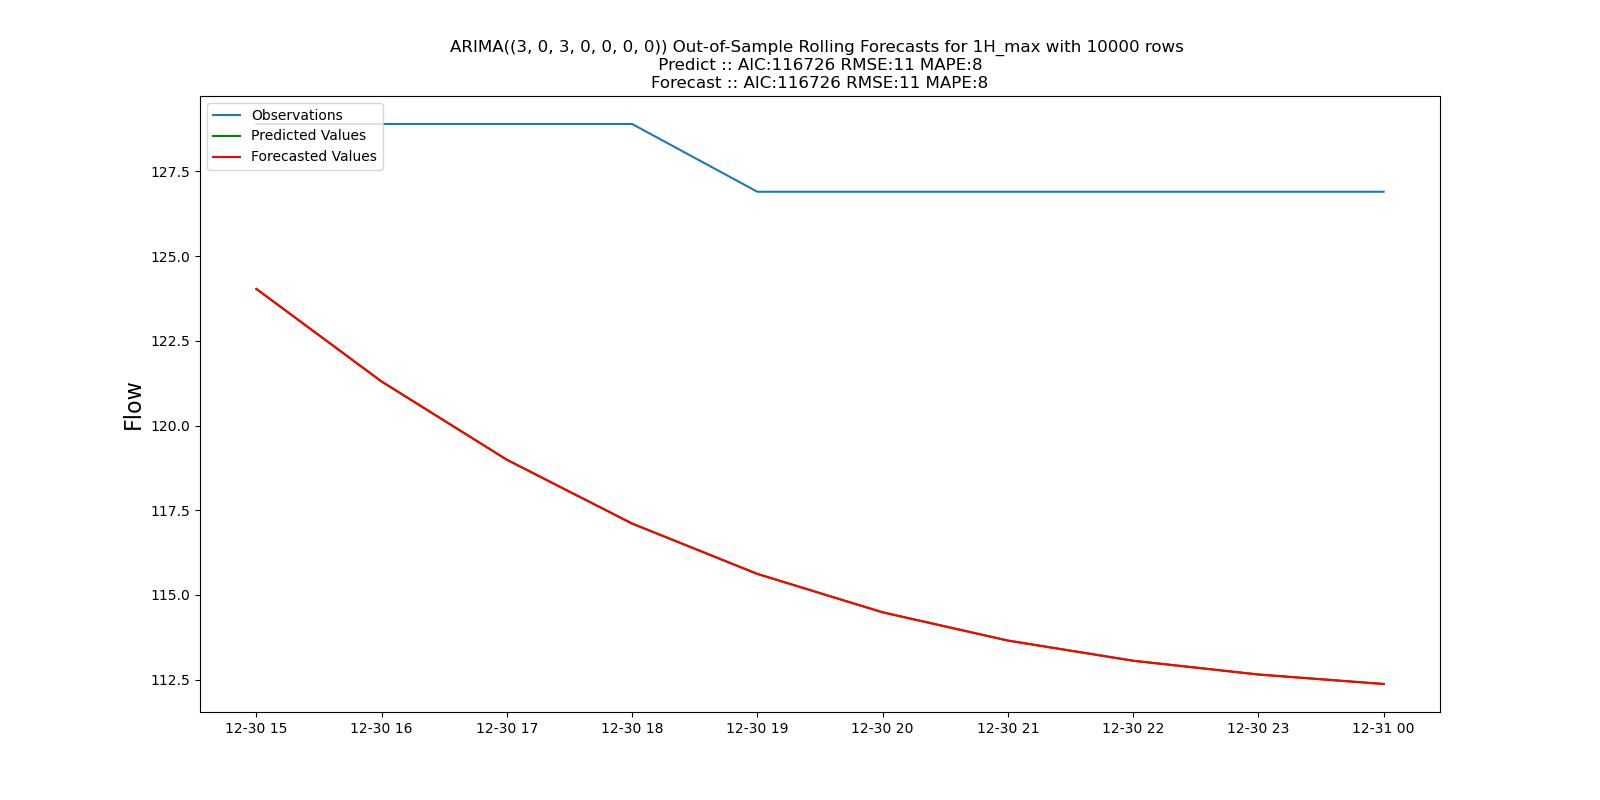 ARIMA((3, 0, 3, 0, 0, 0, 0)) Out-of-Sample Rolling Forecasts for 1H_max with 10000 rows
Predict :: AIC:116726 RMSE:11 MAPE:8
Forecast :: AIC:116726 RMSE:11 MAPE:8
Observations
Predicted Values
Forecasted Values
127.5
125.0
122.5
120.0
117.5
115.0
112.5
Flow
12-30 15 12-30 16 12-30 17 12-30 18 12-30 19 12-30 20 12-30 21 12-30 22 12-30 23 12-31 00